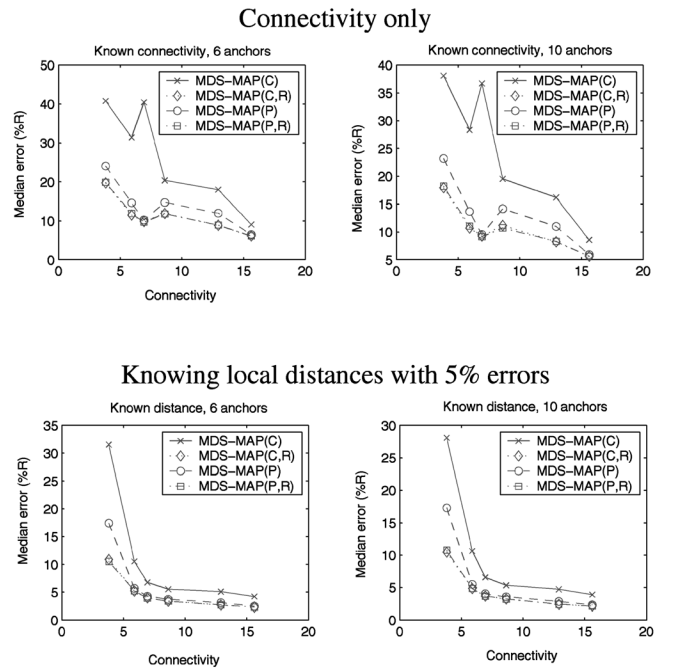 Connectivity only
Known connectivity, 6 anchors
50
40
30
20
10
0
0 5 10 15 20
Median error (%R)
Connectivity
MDS-MAP(C)
MDS-MAP(C,R)
MDS-MAP(P)
MDS-MAP(P,R)
Known connectivity, 10 anchors
40
35
30
25
20
15
10
5
0 5 10 15 20
Median error (%R)
MDS-MAP(C)
MDS-MAP(C,R)
MDS-MAP(P)
MDS-MAP(P,R)
Knowing local distances with 5% errors
Known distance, 6 anchors
35
30
25
20
15
10
5
0
0 5 10 15 20
Median error (%R)
Connectivity
MDS-MAP(C)
MDS-MAP(C,R)
MDS-MAP(P)
MDS-MAP(P,R)
Known distance, 10 anchors
30
25
20
15
10
5
0
0 5 10 15 20
Median error (%R)
Connectivity
MDS-MAP(C)
MDS-MAP(C,R)
MDS-MAP(P)
MDS-MAP(P,R)